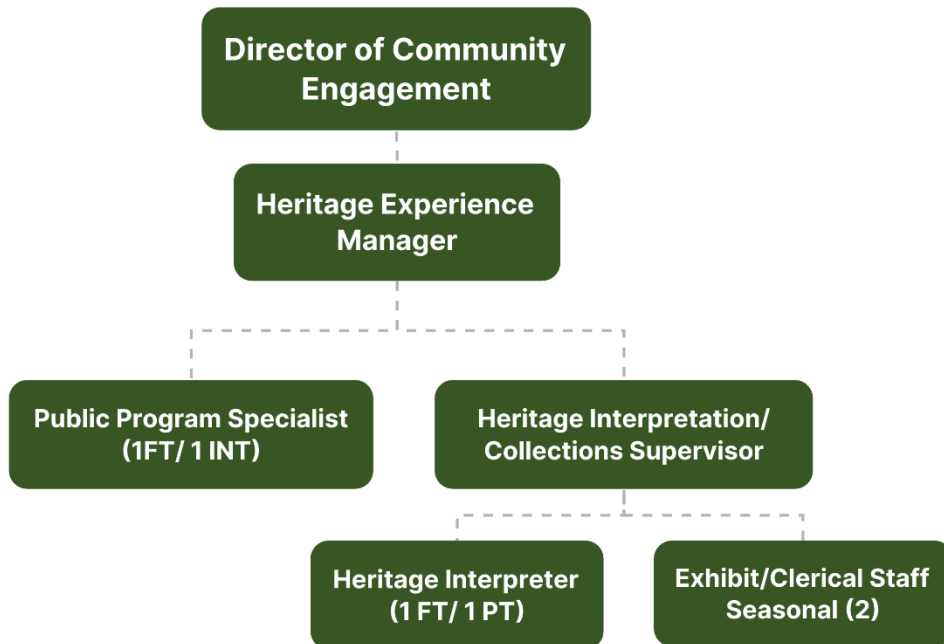 Director of Community
Engagement
Heritage Experience
Manager
Public Program Specialist
(1FT/ 1 INT)
Heritage Interpretation/
Collections Supervisor
Heritage Interpreter
(1 FT/ 1 PT)
Exhibit/Clerical Staff
Seasonal (2)